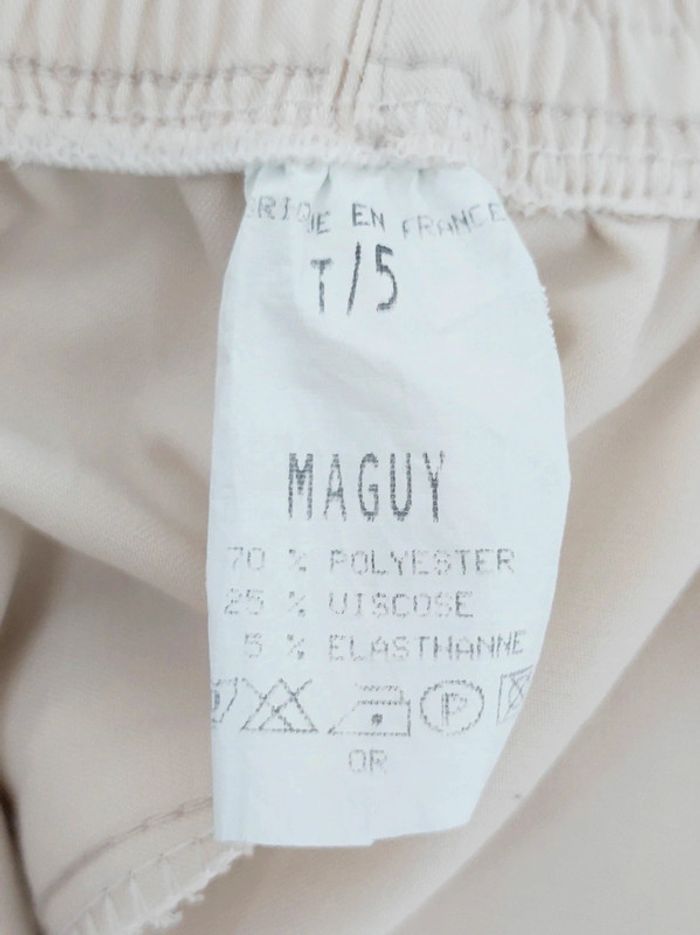 RIQUE EN FRANCE
T/5
MAGUY
70 % POLYESTER
25 % VISCOSE
5 % ELASTHANNE
P
OR